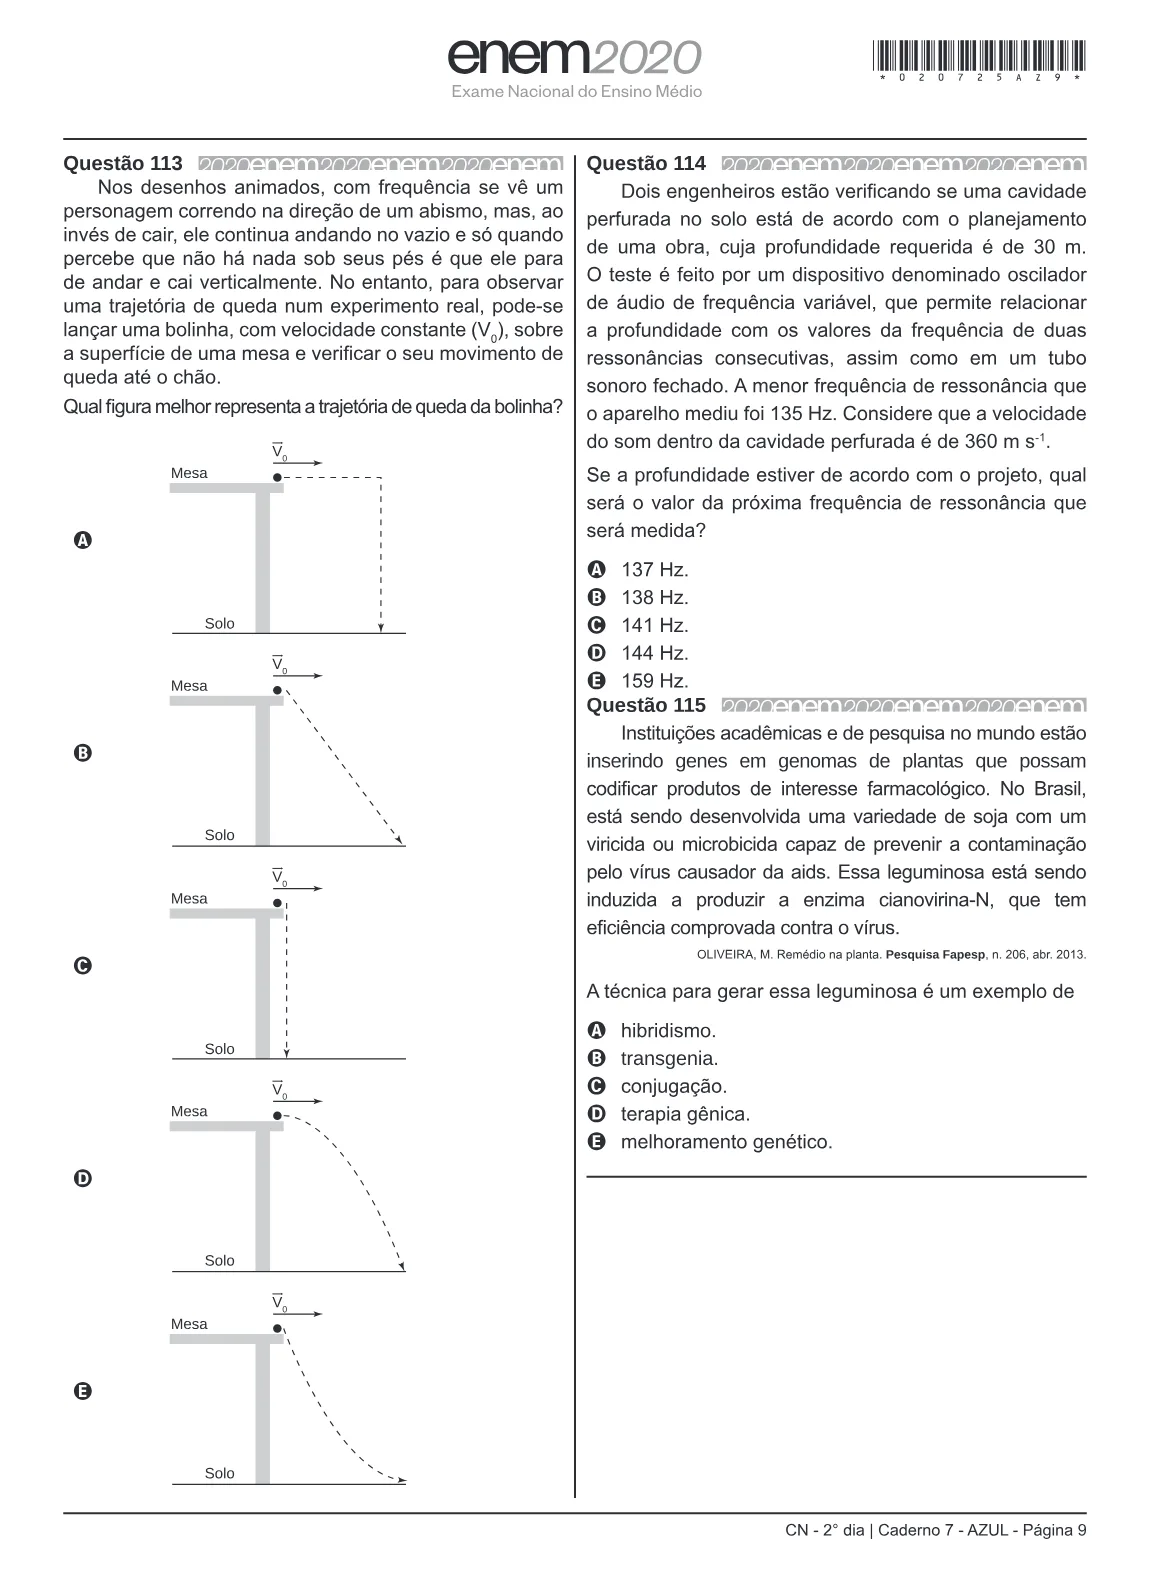 enem2020
Exame Nacional do Ensino Médio
*020725AZ9*
Questão 113 2020enem2020enem2020enem
Nos desenhos animados, com frequência se vê um
personagem correndo na direção de um abismo, mas, ao
invés de cair, ele continua andando no vazio e só quando
percebe que não há nada sob seus pés é que ele para
de andar e cai verticalmente. No entanto, para observar
uma trajetória de queda num experimento real, pode-se
lançar uma bolinha, com velocidade constante (V0), sobre
a superfície de uma mesa e verificar o seu movimento de
queda até o chão.
Qual figura melhor representa a trajetória de queda da bolinha?
V0
Mesa
A
Solo
V0
Mesa
B
Solo
V0
Mesa
C
Solo
V0
Mesa
D
Solo
V0
Mesa
E
Solo
Questão 114 2020enem2020enem2020enem
Dois engenheiros estão verificando se uma cavidade
perfurada no solo está de acordo com o planejamento
de uma obra, cuja profundidade requerida é de 30 m.
O teste é feito por um dispositivo denominado oscilador
de áudio de frequência variável, que permite relacionar
a profundidade com os valores da frequência de duas
ressonâncias consecutivas, assim como em um tubo
sonoro fechado. A menor frequência de ressonância que
o aparelho mediu foi 135 Hz. Considere que a velocidade
do som dentro da cavidade perfurada é de 360 m s-1.
Se a profundidade estiver de acordo com o projeto, qual
será o valor da próxima frequência de ressonância que
será medida?
A 137 Hz.
B 138 Hz.
C 141 Hz.
D 144 Hz.
E 159 Hz.
Questão 115 2020enem2020enem2020enem
Instituições acadêmicas e de pesquisa no mundo estão
inserindo genes em genomas de plantas que possam
codificar produtos de interesse farmacológico. No Brasil,
está sendo desenvolvida uma variedade de soja com um
viricida ou microbicida capaz de prevenir a contaminação
pelo vírus causador da aids. Essa leguminosa está sendo
induzida a produzir a enzima cianovirina-N, que tem
eficiência comprovada contra o vírus.
OLIVEIRA, M. Remédio na planta. Pesquisa Fapesp, n. 206, abr. 2013.
A técnica para gerar essa leguminosa é um exemplo de
A hibridismo.
B transgenia.
C conjugação.
D terapia gênica.
E melhoramento genético.
CN - 2° dia | Caderno 7 - AZUL - Página 9